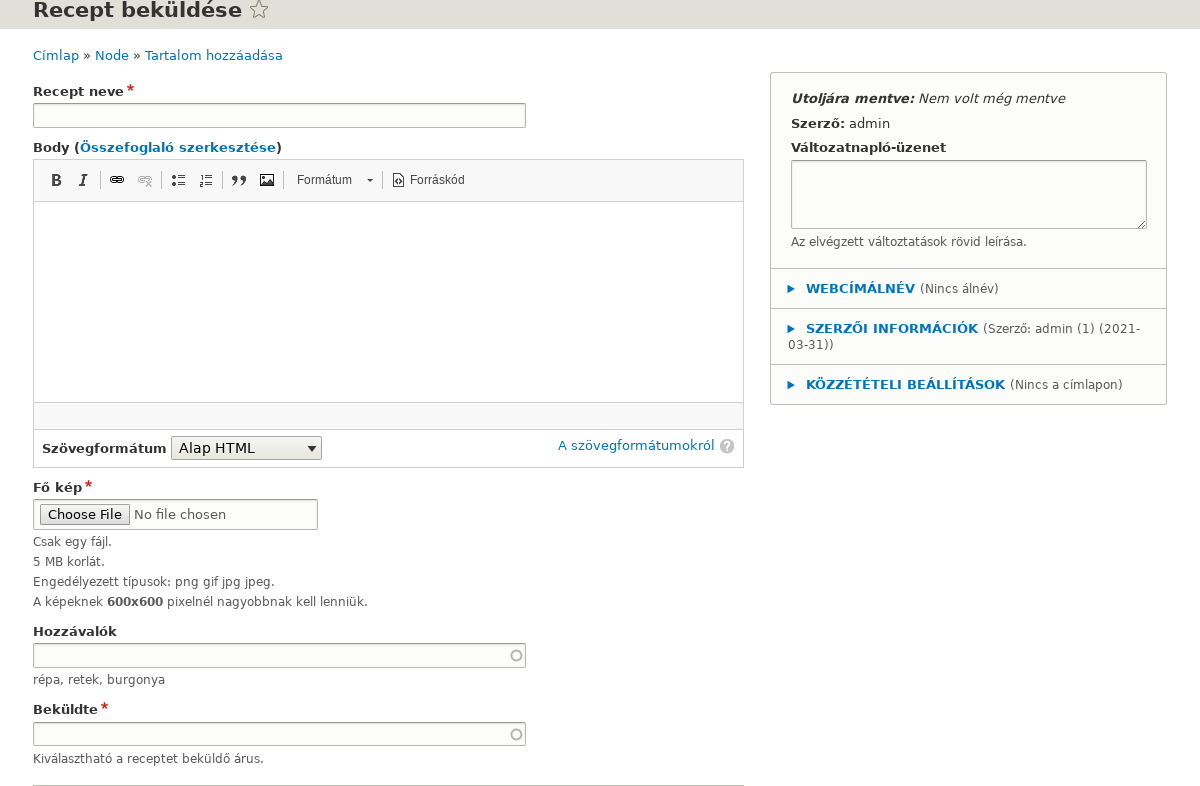 Recept beküldése
Címlap » Node » Tartalom hozzáadása
Recept neve*
Body (Összefoglaló szerkesztése)
B I Formátum Forráskód
Szövegformátum Alap HTML A szövegformátumokról ?
Fő kép*
Choose File No file chosen
Csak egy fájl.
5 MB korlát.
Engedélyezett típusok: png gif jpg jpeg.
A képeknek 600x600 pixelnél nagyobbnak kell lenniük.
Hozzávalók
répa, retek, burgonya
Beküldte*
Kiválasztható a receptet beküldő árus.
Utoljára mentve: Nem volt még mentve
Szerző: admin
Változatnapló-üzenet
Az elvégzett változtatások rövid leírása.
WEBCÍMÁLNÉV (Nincs álnév)
SZERZŐI INFORMÁCIÓK (Szerző: admin (1) (2021-
03-31))
KÖZZÉTÉTELI BEÁLLÍTÁSOK (Nincs a címlapon)